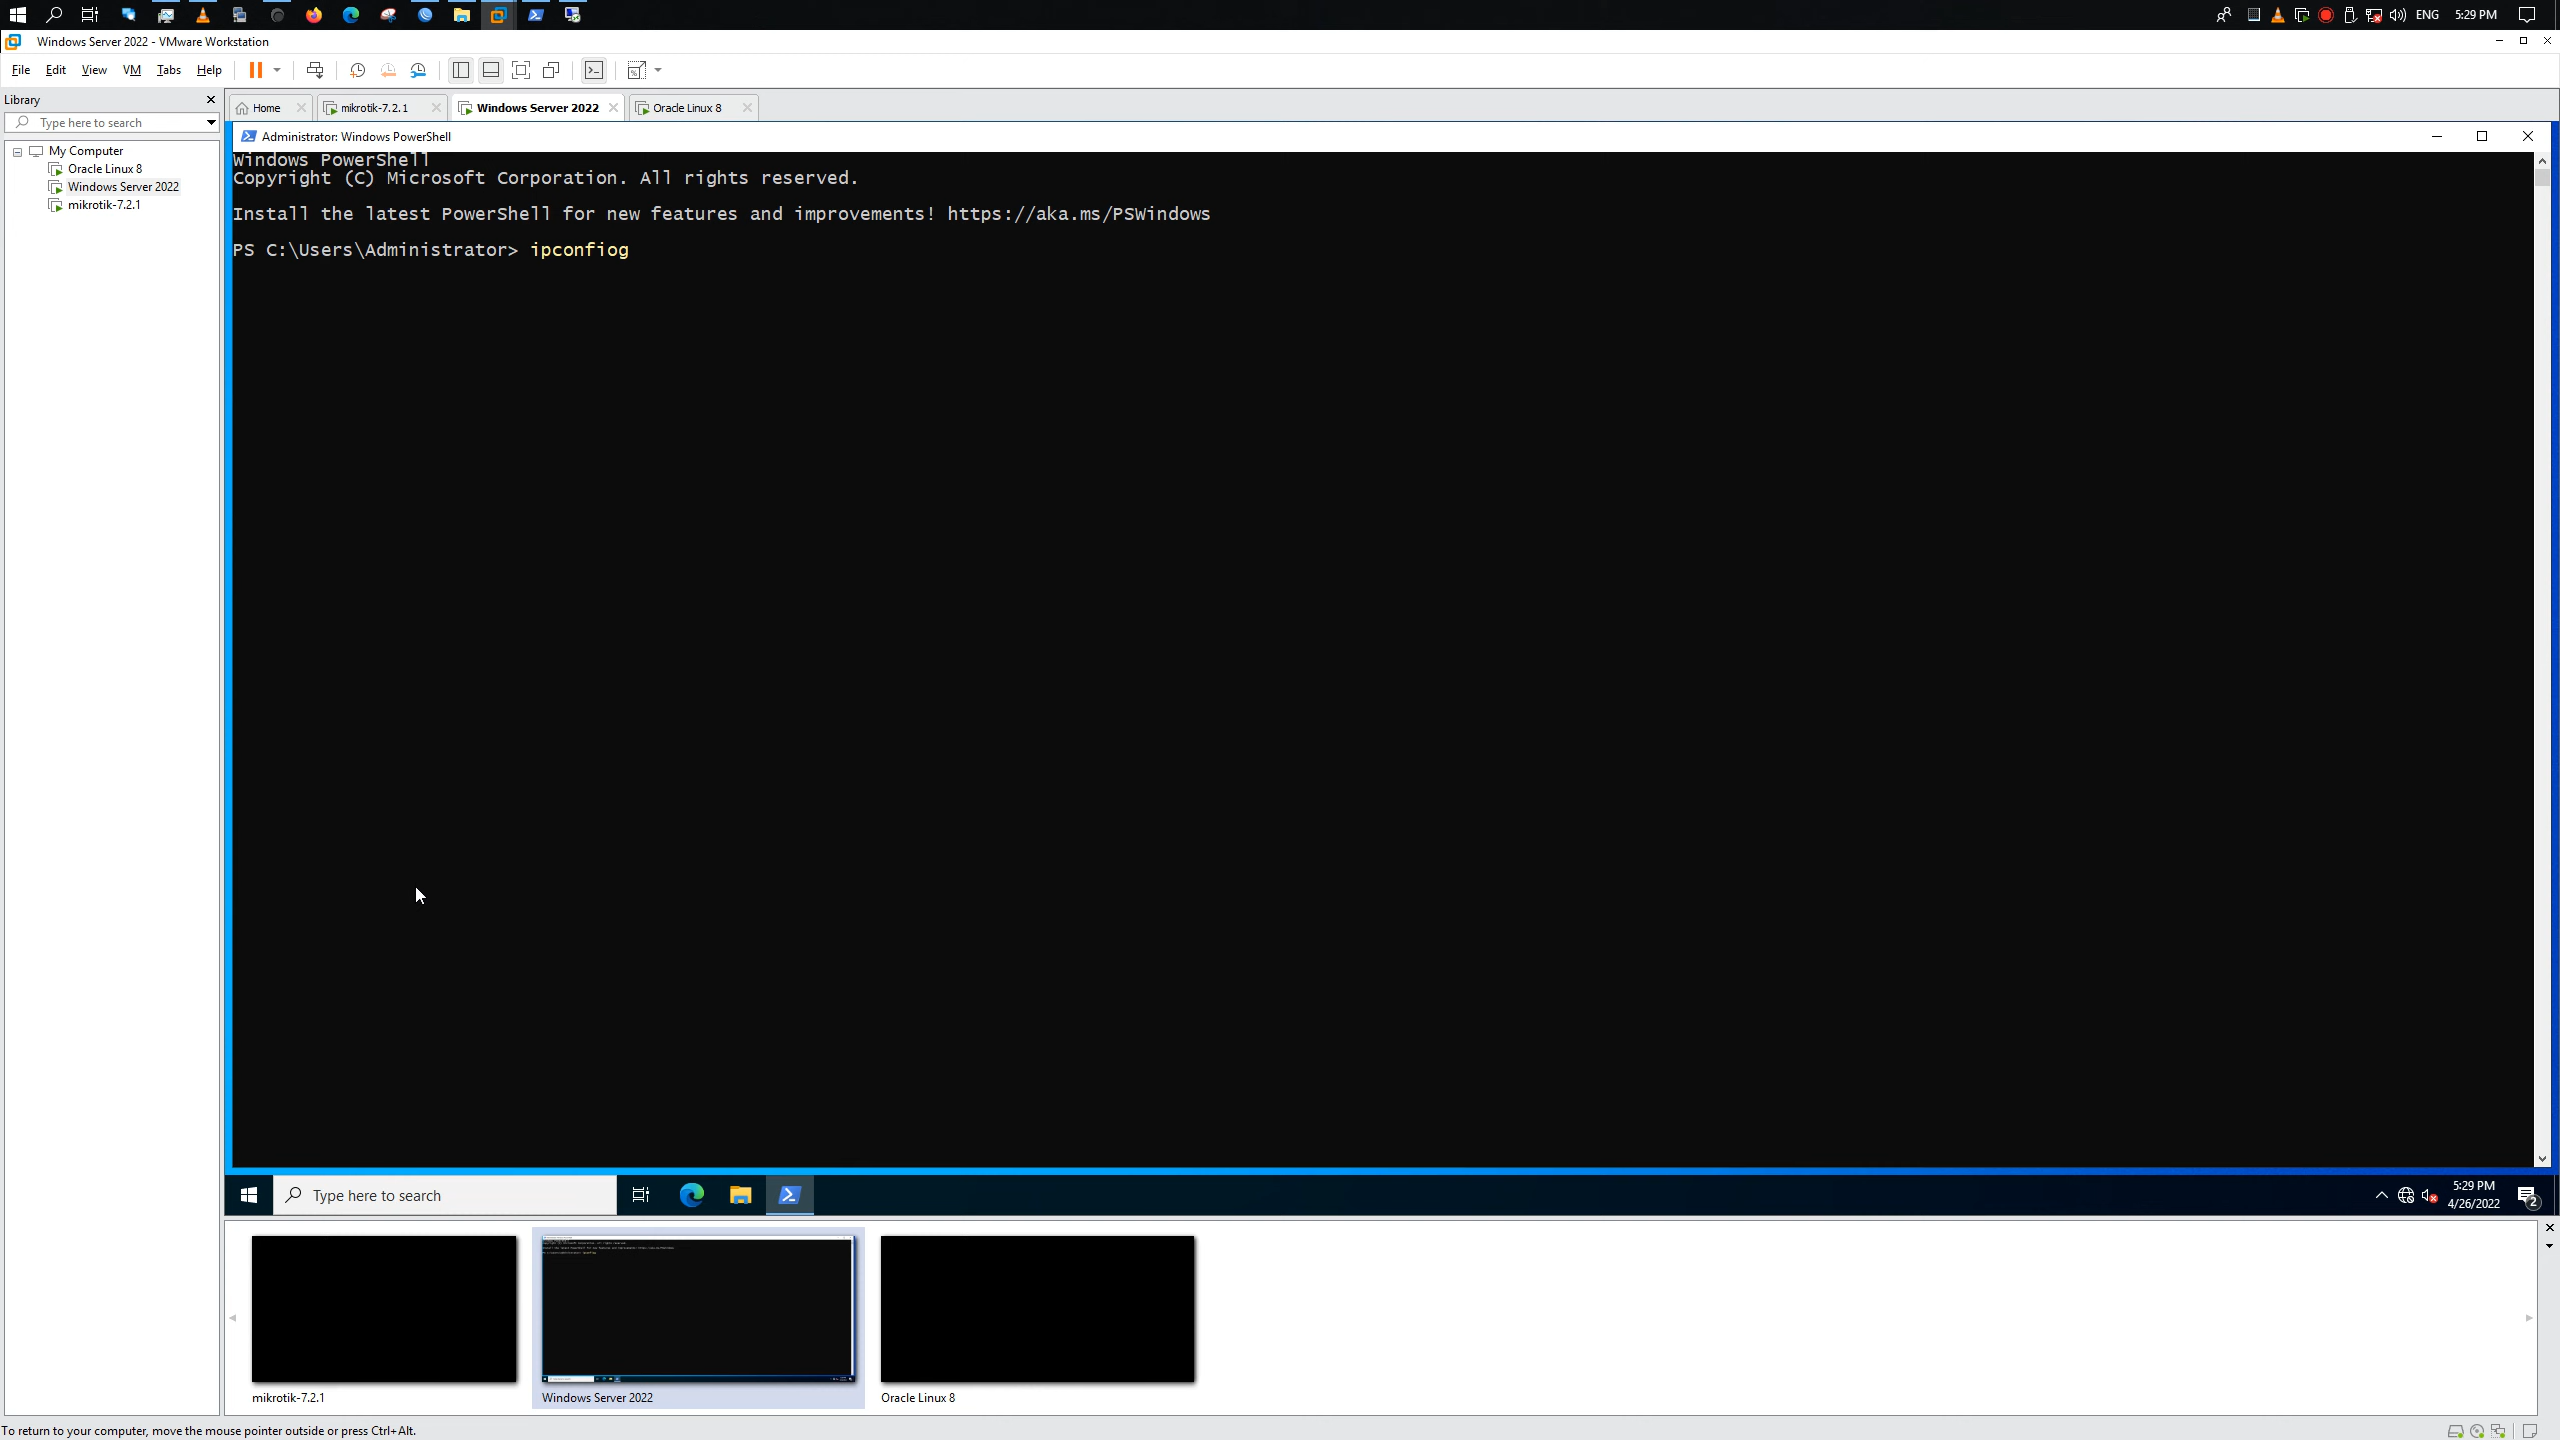 ENG 5:29 PM
Windows Server 2022 - VMware Workstation
File Edit View VM Tabs Help
Library
Type here to search
My Computer
Oracle Linux 8
Windows Server 2022
mikrotik-7.2.1
Home mikrotik-7.2.1 Windows Server 2022 Oracle Linux 8
Administrator: Windows PowerShell
Windows PowerShell
Copyright (C) Microsoft Corporation. All rights reserved.
Install the latest PowerShell for new features and improvements! https://aka.ms/PSWindows
PS C:\Users\Administrator> ipconfiog
Type here to search
5:29 PM
4/26/2022
2
mikrotik-7.2.1
Windows Server 2022
Oracle Linux 8
To return to your computer, move the mouse pointer outside or press Ctrl+Alt.